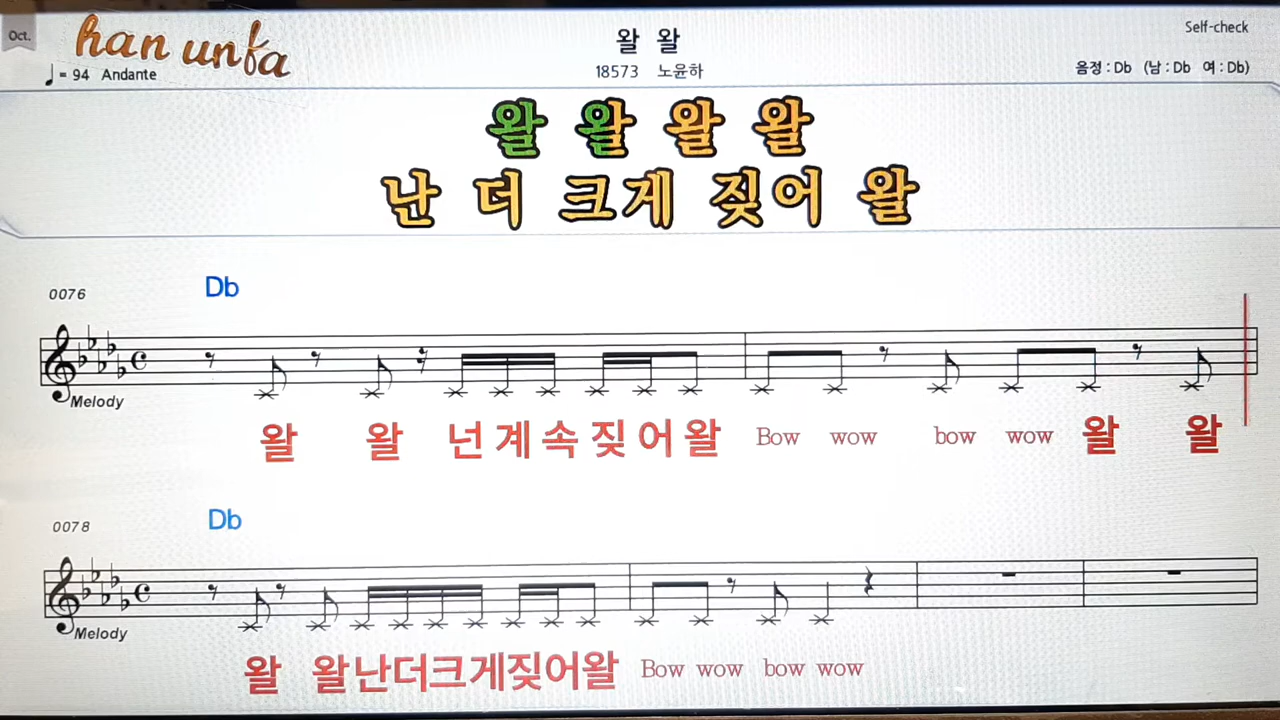 Oct.
han unfa
Self-check
왈 왈
♩ = 94 Andante
18573 노윤하
음정 : Db (남 : Db 여 : Db)
왈 왈 왈 왈
난 더 크게 짖어 왈
0076
Db
Melody
왈 왈 넌 계 속 짖 어 왈 Bow wow bow wow 왈 왈
0078
Db
Melody
왈 왈난더크게짖어왈 Bow wow bow wow